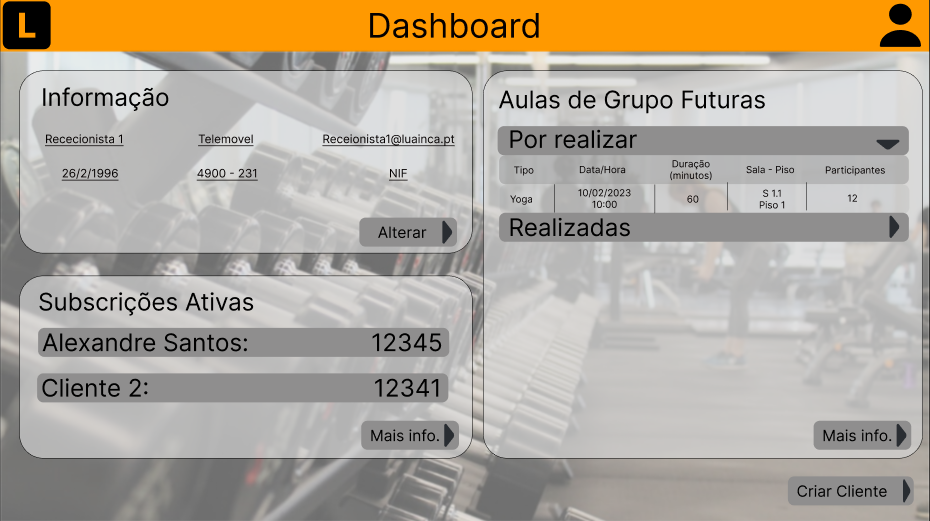 L
Dashboard
Informação
Rececionista 1 Telemovel Receionista1@luainca.pt
26/2/1996 4900 - 231 NIF
Alterar
Subscrições Ativas
Alexandre Santos: 12345
Cliente 2: 12341
Mais info.
Aulas de Grupo Futuras
Por realizar
Tipo Data/Hora Duração (minutos) Sala - Piso Participantes
Yoga 10/02/2023 10:00 60 S 1.1 Piso 1 12
Realizadas
Mais info.
Criar Cliente